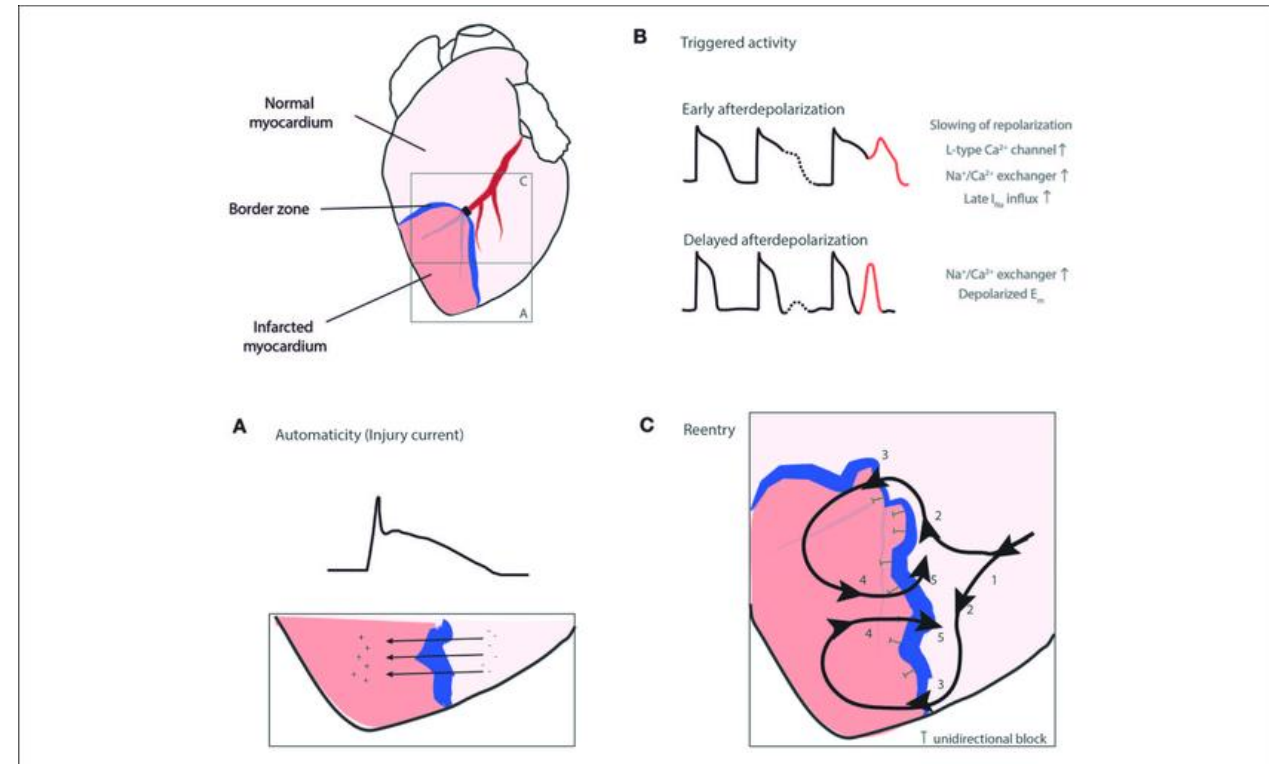 Normal
myocardium
Border zone
Infarcted
myocardium
C
A
B Triggered activity
Early afterdepolarization
Slowing of repolarization
L-type Ca²⁺ channel ↑
Na⁺/Ca²⁺ exchanger ↑
Late I_Na influx ↑
Delayed afterdepolarization
Na⁺/Ca²⁺ exchanger ↑
Depolarized E_m
A Automaticity (Injury current)
+ + + + + + +
- - - - - -
C Reentry
3
2
1
4
5
2
4
5
3
unidirectional block